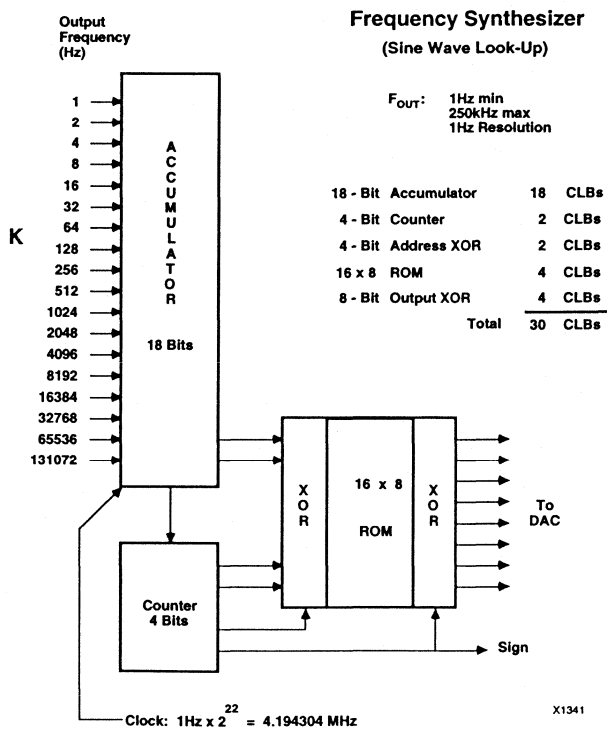 Frequency Synthesizer
(Sine Wave Look-Up)
Output
Frequency
(Hz)
F_OUT: 1Hz min
250kHz max
1Hz Resolution
1
2
4
8
16
32
64
128
256
512
1024
2048
4096
8192
16384
32768
65536
131072
K
ACCUMULATOR
18 Bits
18 - Bit Accumulator 18 CLBs
4 - Bit Counter 2 CLBs
4 - Bit Address XOR 2 CLBs
16 x 8 ROM 4 CLBs
8 - Bit Output XOR 4 CLBs
Total 30 CLBs
XOR
16 x 8
ROM
XOR
To
DAC
Counter
4 Bits
Sign
Clock: 1Hz x 2^22 = 4.194304 MHz
X1341